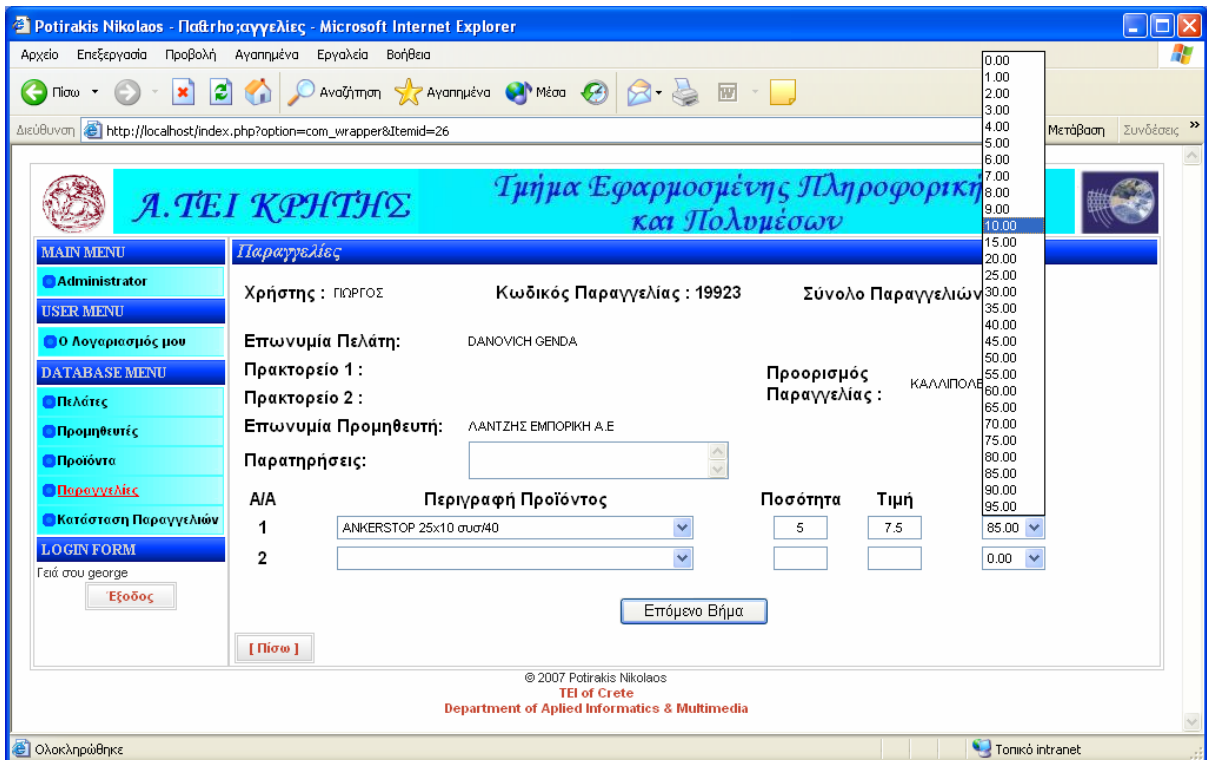 Potirakis Nikolaos - Πα&rho;αγγελίες - Microsoft Internet Explorer
Αρχείο Επεξεργασία Προβολή Αγαπημένα Εργαλεία Βοήθεια
Πίσω Αναζήτηση Αγαπημένα Μέσα
Διεύθυνση http://localhost/index.php?option=com_wrapper&Itemid=26 Μετάβαση Συνδέσεις »
Α.ΤΕΙ ΚΡΗΤΗΣ
Τμήμα Εφαρμοσμένης
και Πολυμέσων
MAIN MENU
Administrator
USER MENU
Ο Λογαριασμός μου
DATABASE MENU
Πελάτες
Προμηθευτές
Προϊόντα
Παραγγελίες
Κατάσταση Παραγγελιών
LOGIN FORM
Γειά σου george
Έξοδος
Παραγγελίες
Χρήστης : ΓΙΩΡΓΟΣ Κωδικός Παραγγελίας : 19923 Σύνολο Παραγγελιών
Επωνυμία Πελάτη: DANOVICH GENDA
Πρακτορείο 1 :
Πρακτορείο 2 :
Προορισμός
Παραγγελίας : ΚΑΛΛΙΠΟΛΕ
Επωνυμία Προμηθευτή: ΛΑΝΤΖΗΣ ΕΜΠΟΡΙΚΗ Α.Ε
Παρατηρήσεις:
Α/Α Περιγραφή Προϊόντος Ποσότητα Τιμή
1 ANKERSTOP 25x10 συσ/40 5 7.5 85.00
2 0.00
0.00
1.00
2.00
3.00
4.00
5.00
6.00
7.00
8.00
9.00
10.00
15.00
20.00
25.00
30.00
35.00
40.00
45.00
50.00
55.00
60.00
65.00
70.00
75.00
80.00
85.00
90.00
95.00
Επόμενο Βήμα
[ Πίσω ]
© 2007 Potirakis Nikolaos
TEI of Crete
Department of Aplied Informatics & Multimedia
Ολοκληρώθηκε Τοπικό intranet